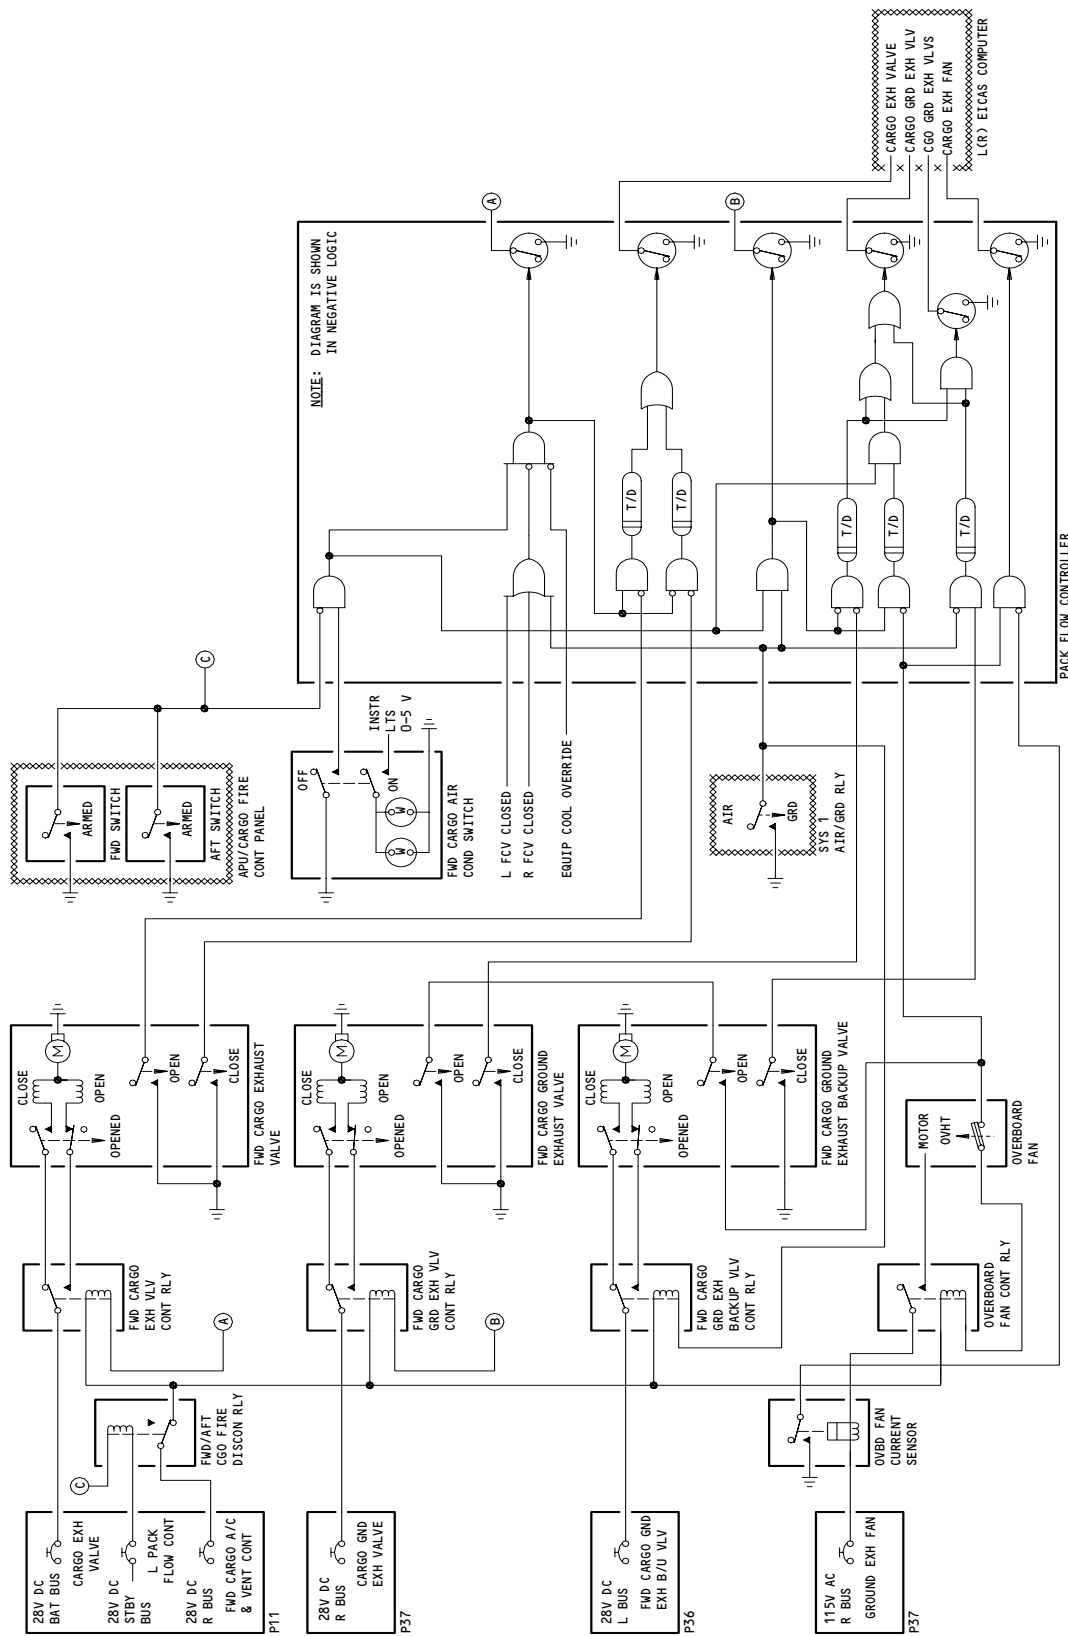 28V DC
BAT BUS
CARGO EXH
VALVE
28V DC
STBY
BUS
L PACK
FLOW CONT
28V DC
R BUS
FWD CARGO A/C
& VENT CONT
P11
28V DC
R BUS
CARGO GND
EXH VALVE
P37
28V DC
L BUS
FWD CARGO GND
EXH B/U VLV
P36
115V AC
R BUS
GROUND EXH FAN
P37
C
FWD/AFT
CGO FIRE
DISCON RLY
OVBD FAN
CURRENT
SENSOR
FWD CARGO
EXH VLV
CONT RLY
A
FWD CARGO
GRD EXH VLV
CONT RLY
B
FWD CARGO
GRD EXH
BACKUP VLV
CONT RLY
OVERBOARD
FAN CONT RLY
CLOSE
OPEN
OPENED
M
OPEN
CLOSE
FWD CARGO EXHAUST
VALVE
CLOSE
OPEN
OPENED
M
OPEN
CLOSE
FWD CARGO GROUND
EXHAUST VALVE
CLOSE
OPEN
OPENED
M
OPEN
CLOSE
FWD CARGO GROUND
EXHAUST BACKUP VALVE
MOTOR
OVHT
OVERBOARD
FAN
ARMED
FWD SWITCH
ARMED
AFT SWITCH
APU/CARGO FIRE
CONT PANEL
C
OFF
ON
W
W
INSTR
LTS
0-5 V
FWD CARGO AIR
COND SWITCH
L FCV CLOSED
R FCV CLOSED
EQUIP COOL OVERRIDE
AIR
GRD
SYS 1
AIR/GRD RLY
NOTE: DIAGRAM IS SHOWN
IN NEGATIVE LOGIC
T/D
T/D
T/D
T/D
T/D
PACK FLOW CONTROLLER
A
B
CARGO EXH VALVE
CARGO GRD EXH VLV
CGO GRD EXH VLVS
CARGO EXH FAN
L(R) EICAS COMPUTER